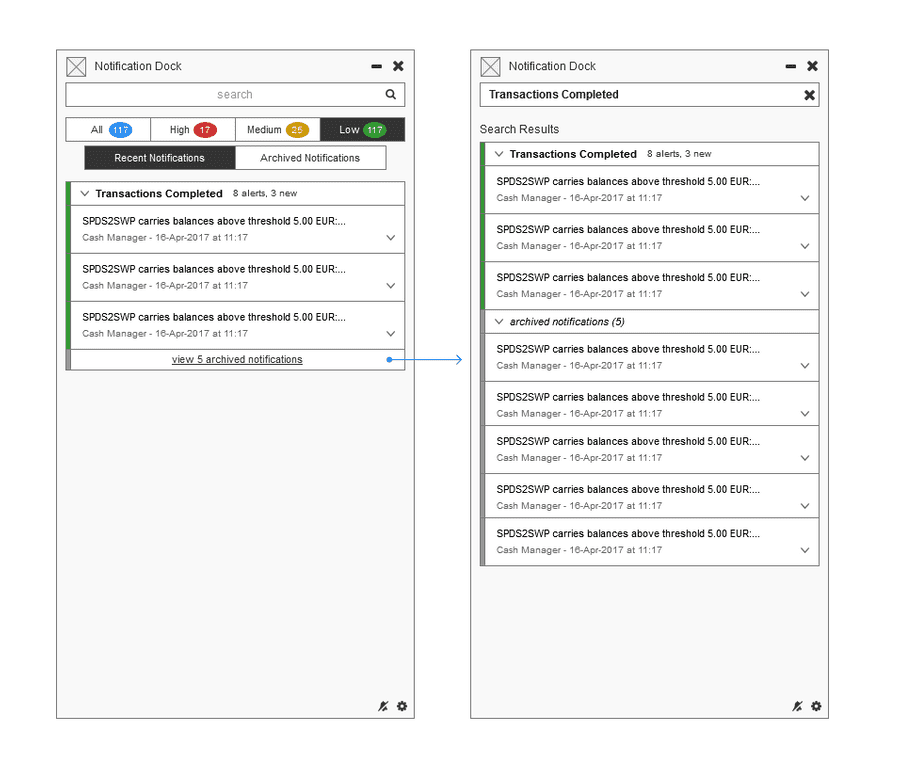 Notification Dock
search
All 117 High 17 Medium 25 Low 117
Recent Notifications Archived Notifications
Transactions Completed 8 alerts, 3 new
SPDS2SWP carries balances above threshold 5.00 EUR:...
Cash Manager - 16-Apr-2017 at 11:17
SPDS2SWP carries balances above threshold 5.00 EUR:...
Cash Manager - 16-Apr-2017 at 11:17
SPDS2SWP carries balances above threshold 5.00 EUR:...
Cash Manager - 16-Apr-2017 at 11:17
view 5 archived notifications
Notification Dock
Transactions Completed
Search Results
Transactions Completed 8 alerts, 3 new
SPDS2SWP carries balances above threshold 5.00 EUR:...
Cash Manager - 16-Apr-2017 at 11:17
SPDS2SWP carries balances above threshold 5.00 EUR:...
Cash Manager - 16-Apr-2017 at 11:17
SPDS2SWP carries balances above threshold 5.00 EUR:...
Cash Manager - 16-Apr-2017 at 11:17
archived notifications (5)
SPDS2SWP carries balances above threshold 5.00 EUR:...
Cash Manager - 16-Apr-2017 at 11:17
SPDS2SWP carries balances above threshold 5.00 EUR:...
Cash Manager - 16-Apr-2017 at 11:17
SPDS2SWP carries balances above threshold 5.00 EUR:...
Cash Manager - 16-Apr-2017 at 11:17
SPDS2SWP carries balances above threshold 5.00 EUR:...
Cash Manager - 16-Apr-2017 at 11:17
SPDS2SWP carries balances above threshold 5.00 EUR:...
Cash Manager - 16-Apr-2017 at 11:17